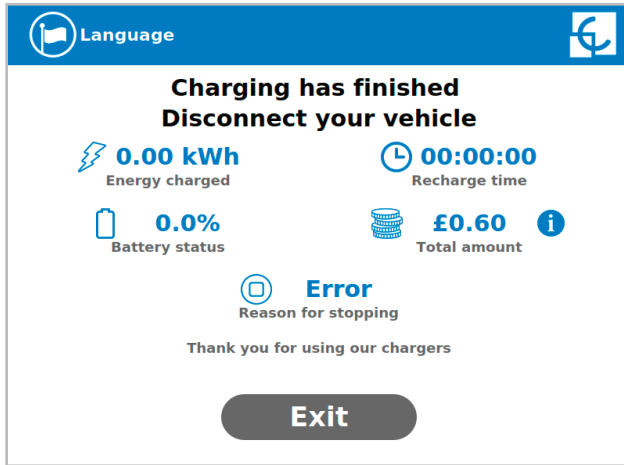 Language
Charging has finished
Disconnect your vehicle
0.00 kWh
Energy charged
00:00:00
Recharge time
0.0%
Battery status
£0.60
Total amount
Error
Reason for stopping
Thank you for using our chargers
Exit